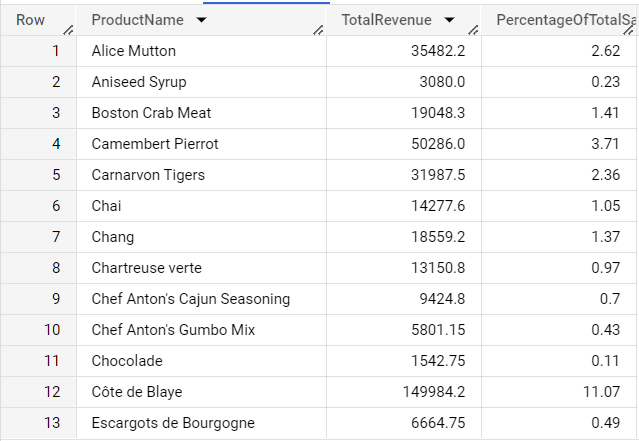 Row ProductName TotalRevenue PercentageOfTotalSa
1 Alice Mutton 35482.2 2.62
2 Aniseed Syrup 3080.0 0.23
3 Boston Crab Meat 19048.3 1.41
4 Camembert Pierrot 50286.0 3.71
5 Carnarvon Tigers 31987.5 2.36
6 Chai 14277.6 1.05
7 Chang 18559.2 1.37
8 Chartreuse verte 13150.8 0.97
9 Chef Anton's Cajun Seasoning 9424.8 0.7
10 Chef Anton's Gumbo Mix 5801.15 0.43
11 Chocolade 1542.75 0.11
12 Côte de Blaye 149984.2 11.07
13 Escargots de Bourgogne 6664.75 0.49